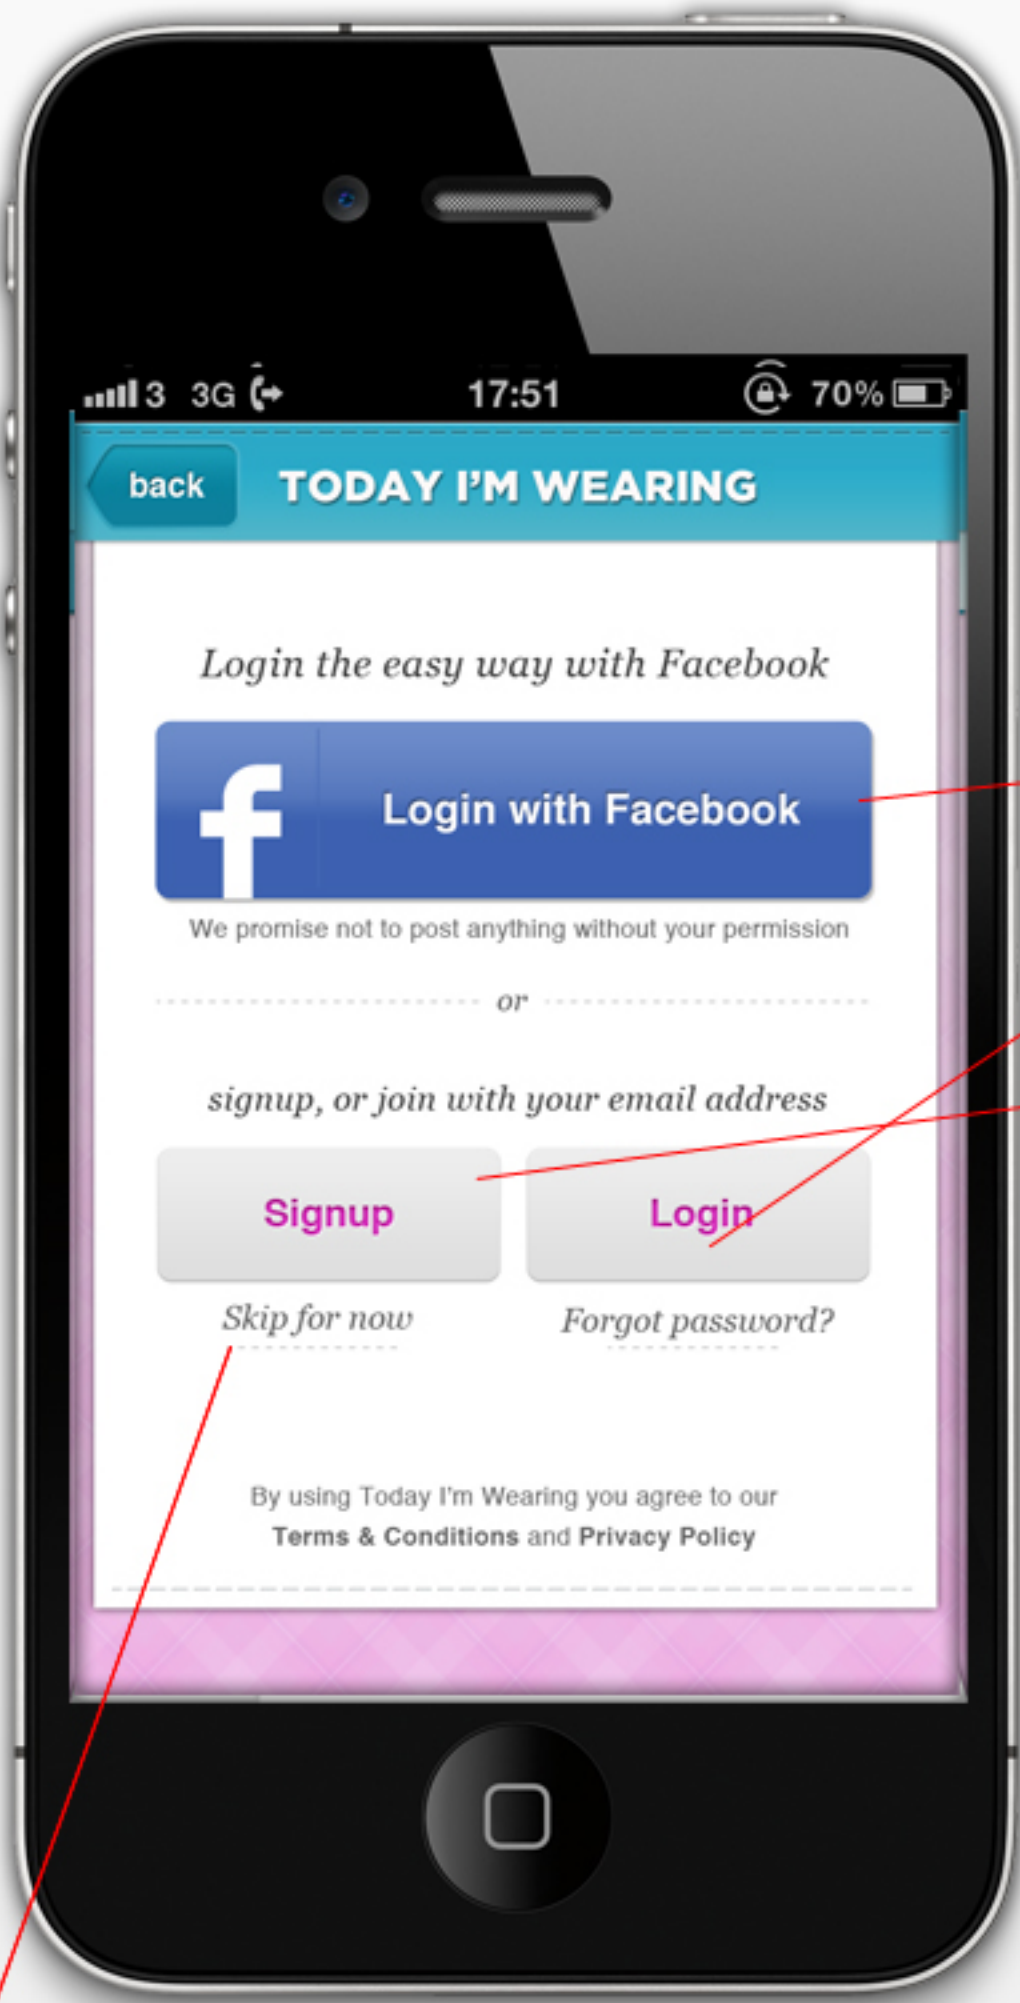 3 3G 17:51 70%
back TODAY I'M WEARING
Login the easy way with Facebook
f Login with Facebook
We promise not to post anything without your permission
or
signup, or join with your email address
Signup Login
Skip for now Forgot password?
By using Today I'm Wearing you agree to our
Terms & Conditions and Privacy Policy